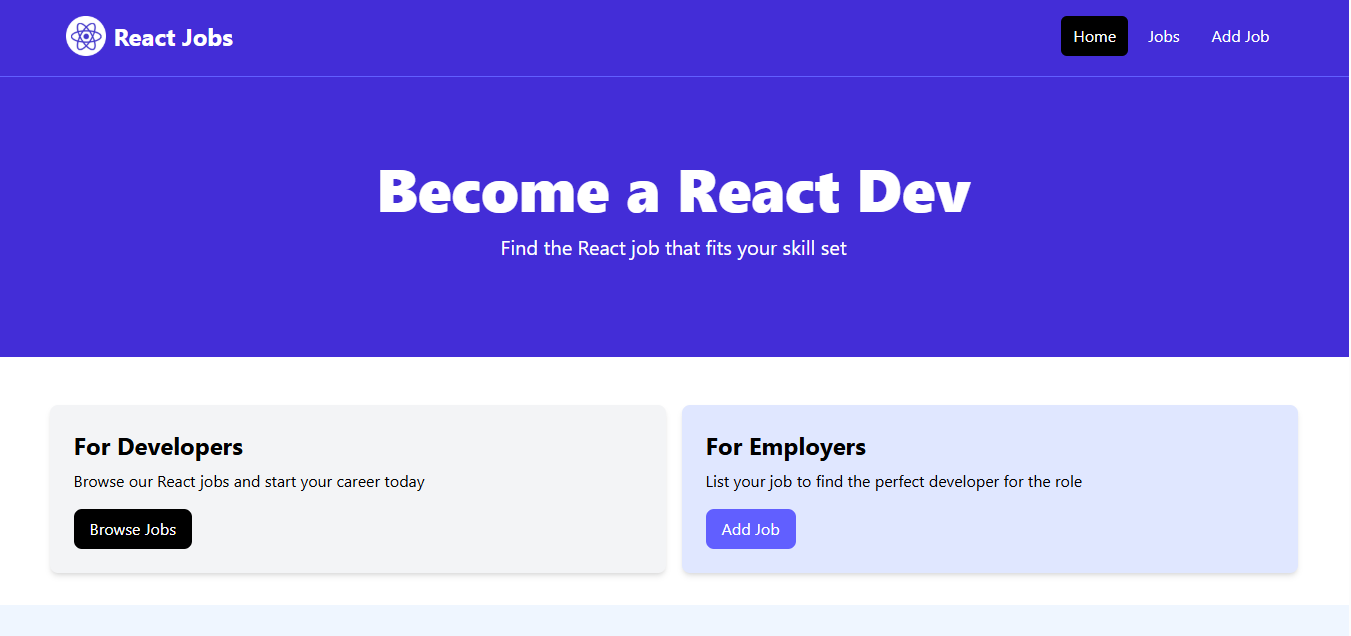 React Jobs
Home
Jobs
Add Job
Become a React Dev
Find the React job that fits your skill set
For Developers
Browse our React jobs and start your career today
Browse Jobs
For Employers
List your job to find the perfect developer for the role
Add Job